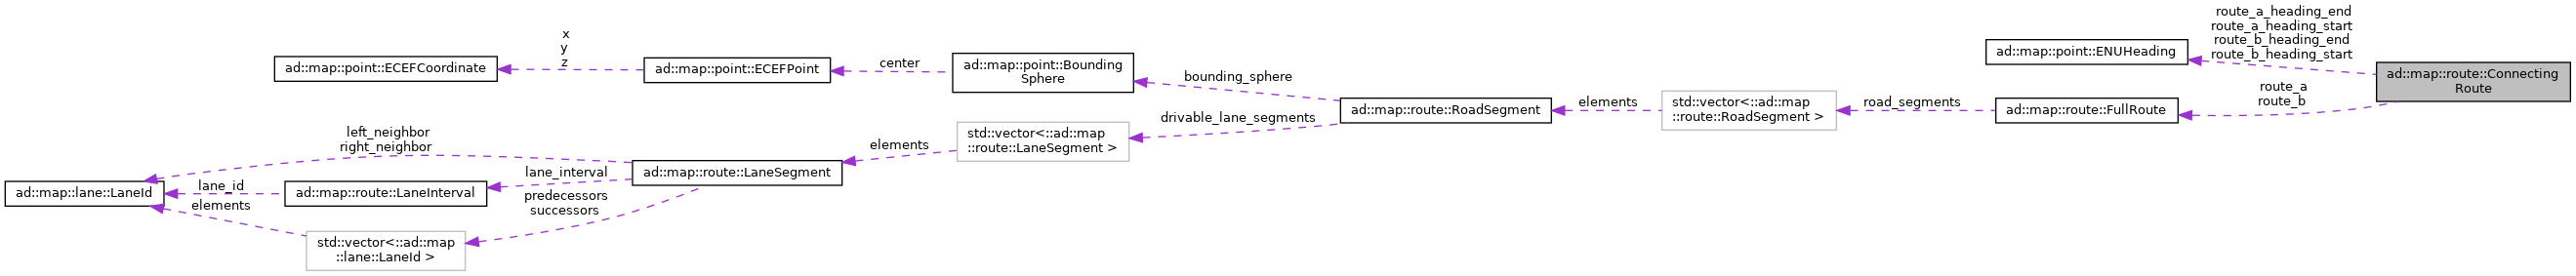 route_a_heading_end
route_a_heading_start
route_b_heading_end
route_b_heading_start
x
y
z
ad::map::point::ENUHeading
ad::map::point::ECEFCoordinate
ad::map::point::ECEFPoint
center
ad::map::point::Bounding
Sphere
bounding_sphere
ad::map::route::Connecting
Route
route_a
route_b
elements
std::vector<::ad::map
::route::RoadSegment >
road_segments
ad::map::route::FullRoute
ad::map::route::RoadSegment
drivable_lane_segments
std::vector<::ad::map
::route::LaneSegment >
elements
left_neighbor
right_neighbor
ad::map::route::LaneSegment
lane_interval
ad::map::lane::LaneId
lane_id
ad::map::route::LaneInterval
elements
predecessors
successors
std::vector<::ad::map
::lane::LaneId >